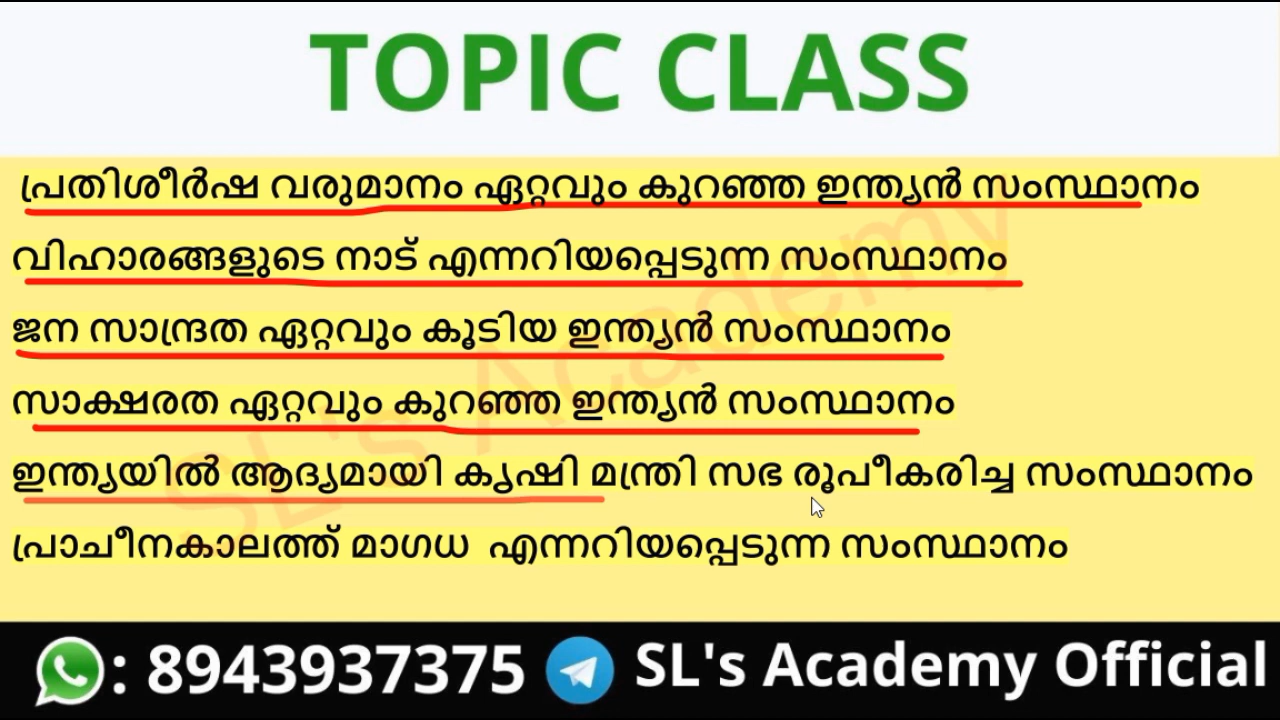 TOPIC CLASS
പ്രതിശീർഷ വരുമാനം ഏറ്റവും കുറഞ്ഞ ഇന്ത്യൻ സംസ്ഥാനം
വിഹാരങ്ങളുടെ നാട് എന്നറിയപ്പെടുന്ന സംസ്ഥാനം
ജന സാന്ദ്രത ഏറ്റവും കൂടിയ ഇന്ത്യൻ സംസ്ഥാനം
സാക്ഷരത ഏറ്റവും കുറഞ്ഞ ഇന്ത്യൻ സംസ്ഥാനം
ഇന്ത്യയിൽ ആദ്യമായി കൃഷി മന്ത്രി സഭ രൂപീകരിച്ച സംസ്ഥാനം
പ്രാചീനകാലത്ത് മാഗധ എന്നറിയപ്പെടുന്ന സംസ്ഥാനം
SL's Academy
: 8943937375 SL's Academy Official